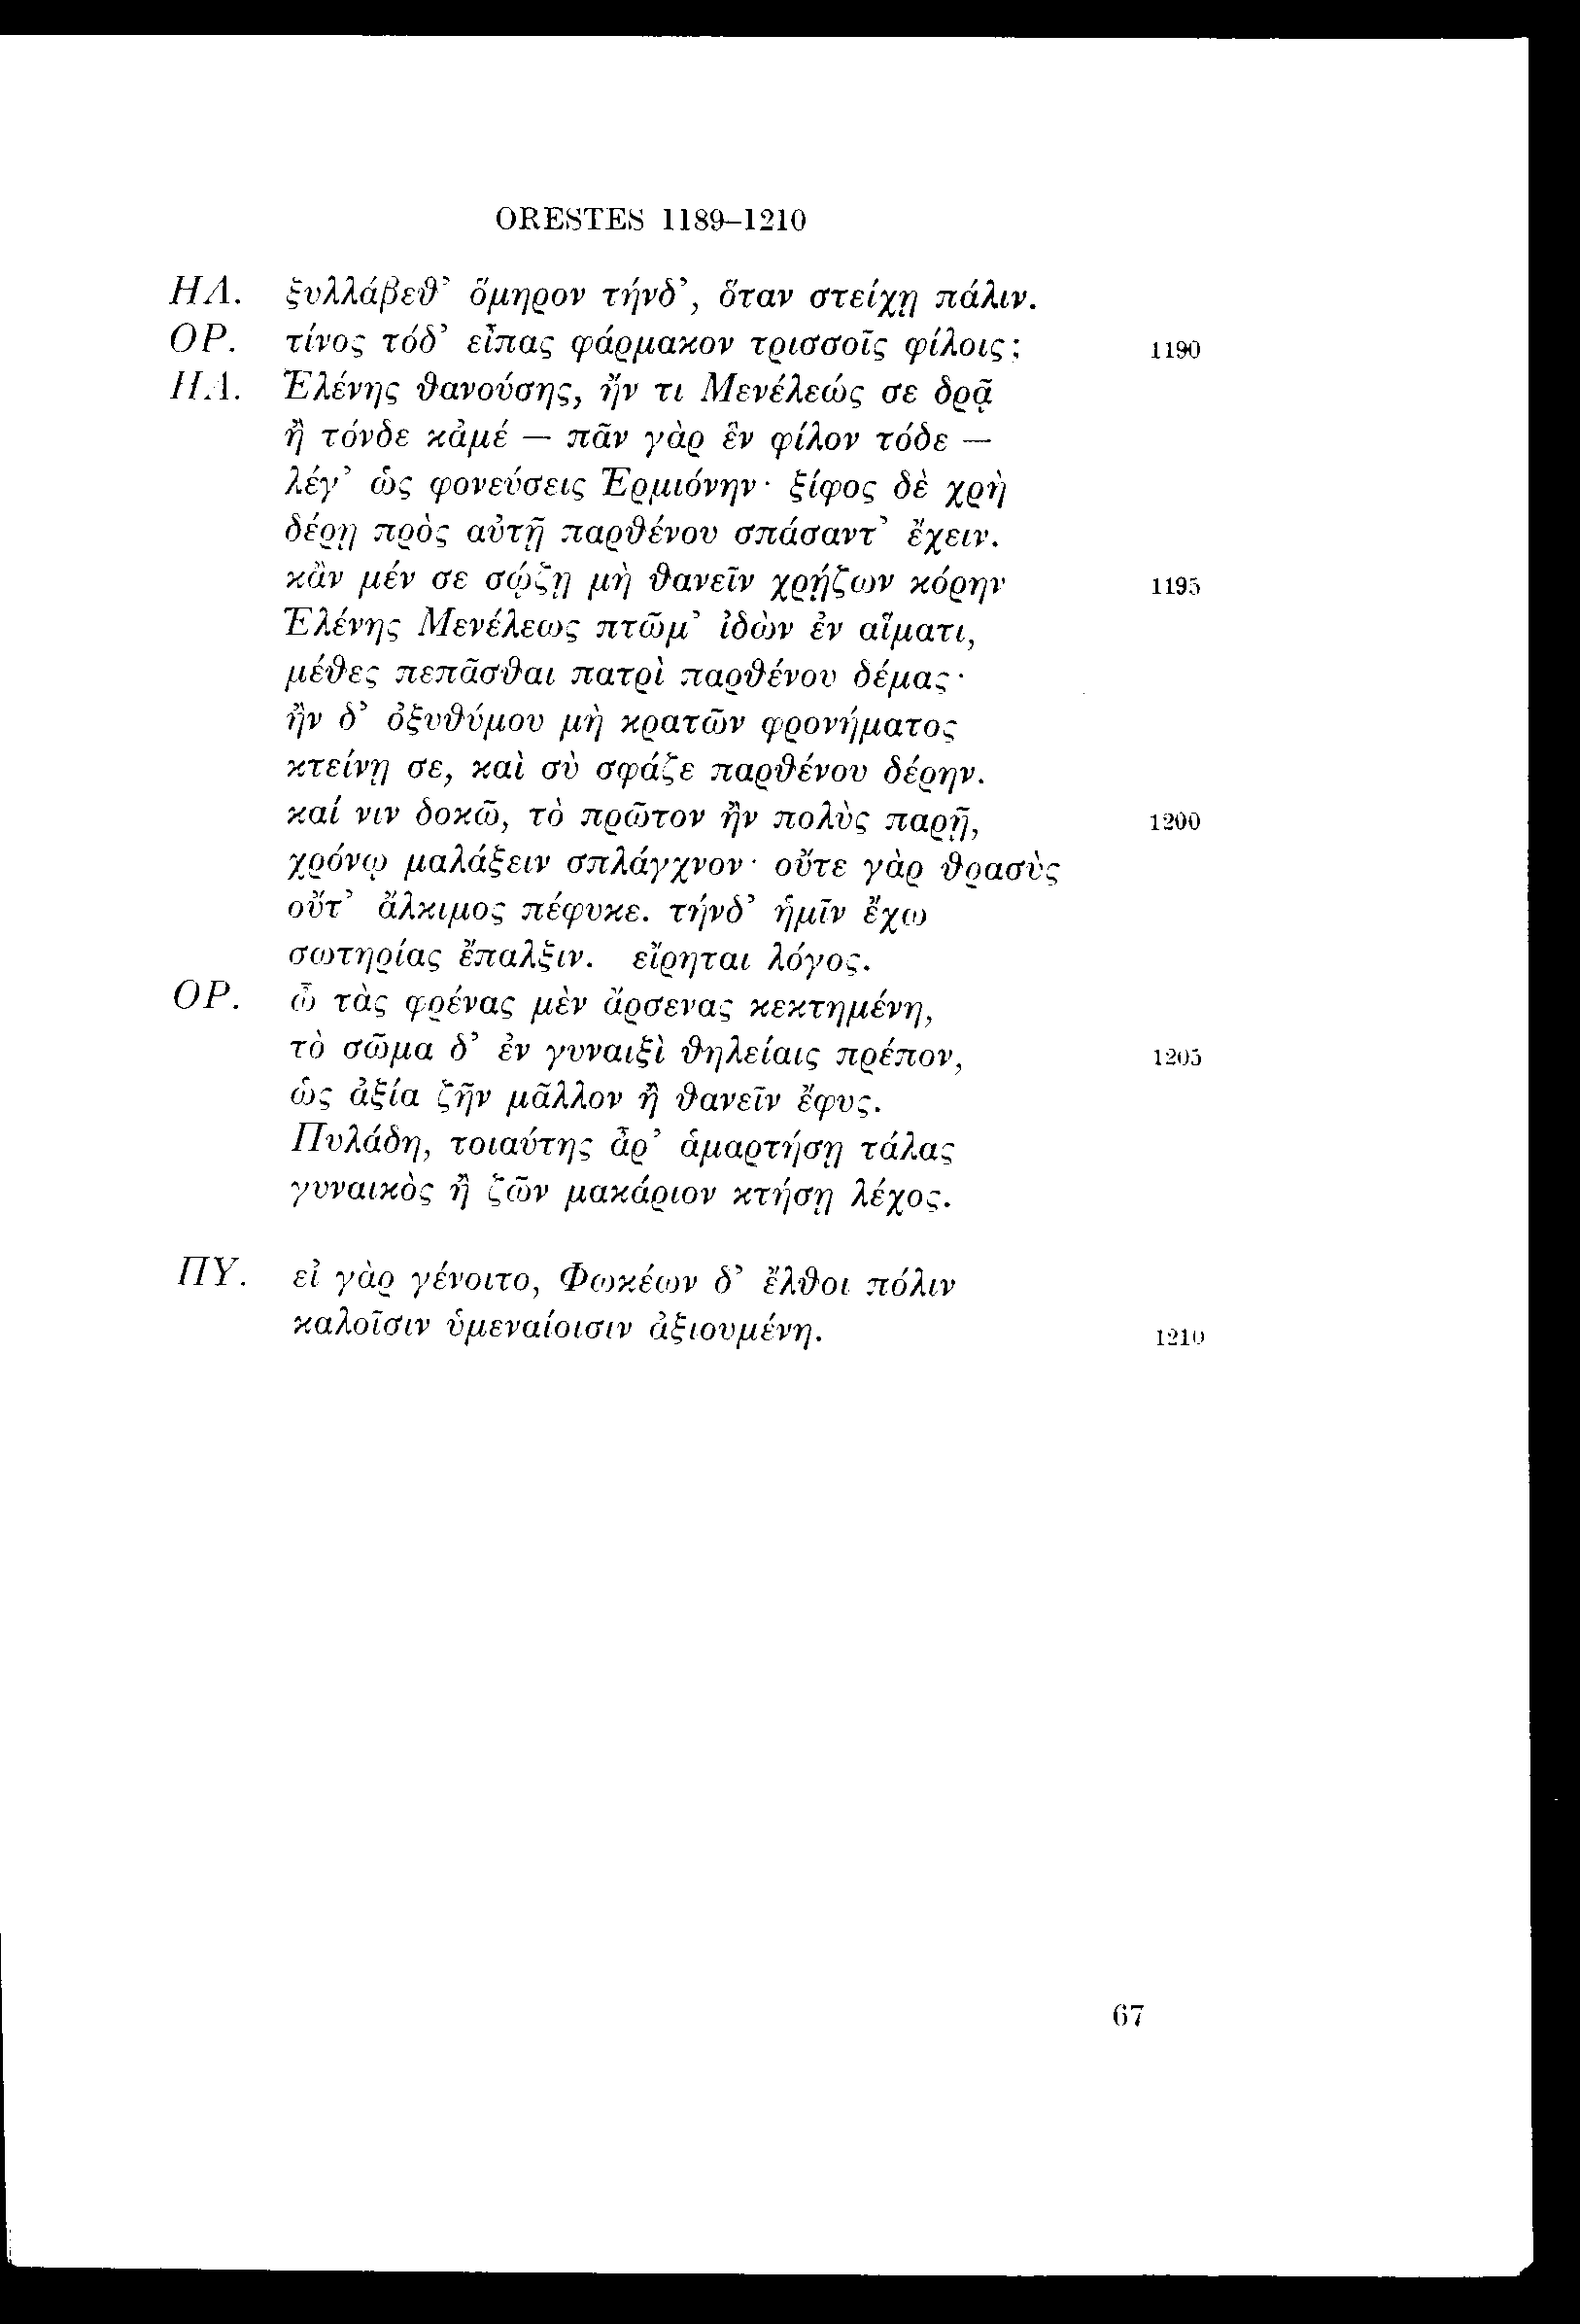 ORESTES 1189–1210
ΗΛ. ξυλλάβεθ’ ὅμηρον τήνδ’, ὅταν στείχῃ πάλιν.
ΟΡ. τίνος τόδ’ εἶπας φάρμακον τρισσοῖς φίλοις; 1190
ΗΛ. Ἑλένης θανούσης, ἤν τι Μενέλεώς σε δρᾷ
ἢ τόνδε κἀμέ — πᾶν γὰρ ἓν φίλον τόδε —
λέγ’ ὡς φονεύσεις Ἑρμιόνην· ξίφος δὲ χρὴ
δέρῃ πρὸς αὐτῇ παρθένου σπάσαντ’ ἔχειν.
κἂν μέν σε σῴζῃ μὴ θανεῖν χρῄζων κόρην 1195
Ἑλένης Μενέλεως πτῶμ’ ἰδὼν ἐν αἵματι,
μέθες πεπᾶσθαι πατρὶ παρθένου δέμας·
ἢν δ’ ὀξυθύμου μὴ κρατῶν φρονήματος
κτείνῃ σε, καὶ σὺ σφάζε παρθένου δέρην.
καί νιν δοκῶ, τὸ πρῶτον ἢν πολὺς παρῇ, 1200
χρόνῳ μαλάξειν σπλάγχνον· οὔτε γὰρ θρασὺς
οὔτ’ ἄλκιμος πέφυκε. τήνδ’ ἡμῖν ἔχω
σωτηρίας ἔπαλξιν. εἴρηται λόγος.
ΟΡ. ὦ τὰς φρένας μὲν ἄρσενας κεκτημένη,
τὸ σῶμα δ’ ἐν γυναιξὶ θηλείαις πρέπον, 1205
ὡς ἀξία ζῆν μᾶλλον ἢ θανεῖν ἔφυς.
Πυλάδη, τοιαύτης ἆρ’ ἁμαρτήσῃ τάλας
γυναικὸς ἢ ζῶν μακάριον κτήσῃ λέχος.
ΠΥ. εἰ γὰρ γένοιτο, Φωκέων δ’ ἔλθοι πόλιν
καλοῖσιν ὑμεναίοισιν ἀξιουμένη. 1210
67